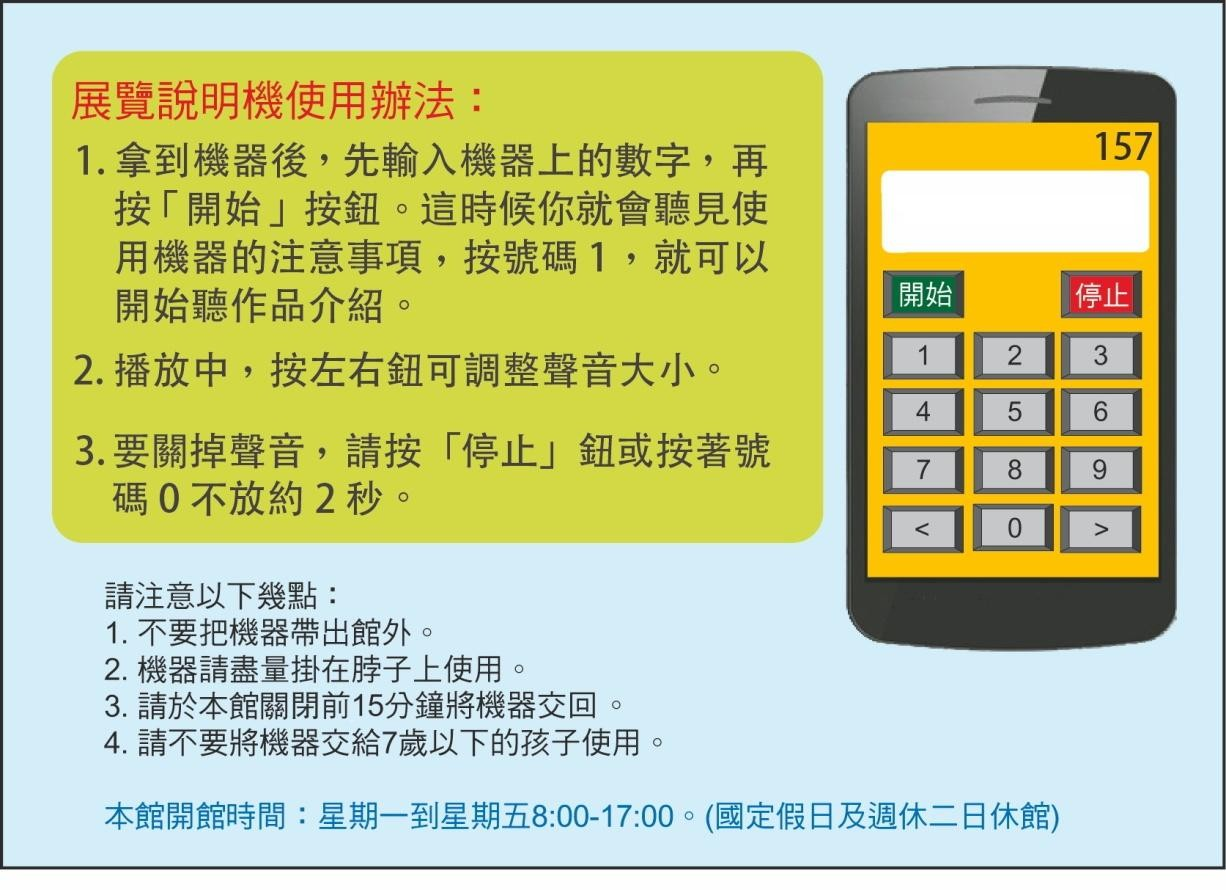 展覽說明機使用辦法：
1. 拿到機器後，先輸入機器上的數字，再
按「開始」按鈕。這時候你就會聽見使
用機器的注意事項，按號碼 1，就可以
開始聽作品介紹。
2. 播放中，按左右鈕可調整聲音大小。
3. 要關掉聲音，請按「停止」鈕或按著號
碼 0 不放約 2 秒。
請注意以下幾點：
1. 不要把機器帶出館外。
2. 機器請盡量掛在脖子上使用。
3. 請於本館關閉前15分鐘將機器交回。
4. 請不要將機器交給7歲以下的孩子使用。
本館開館時間：星期一到星期五8:00-17:00。(國定假日及週休二日休館)
157
開始 停止
1 2 3
4 5 6
7 8 9
< 0 >